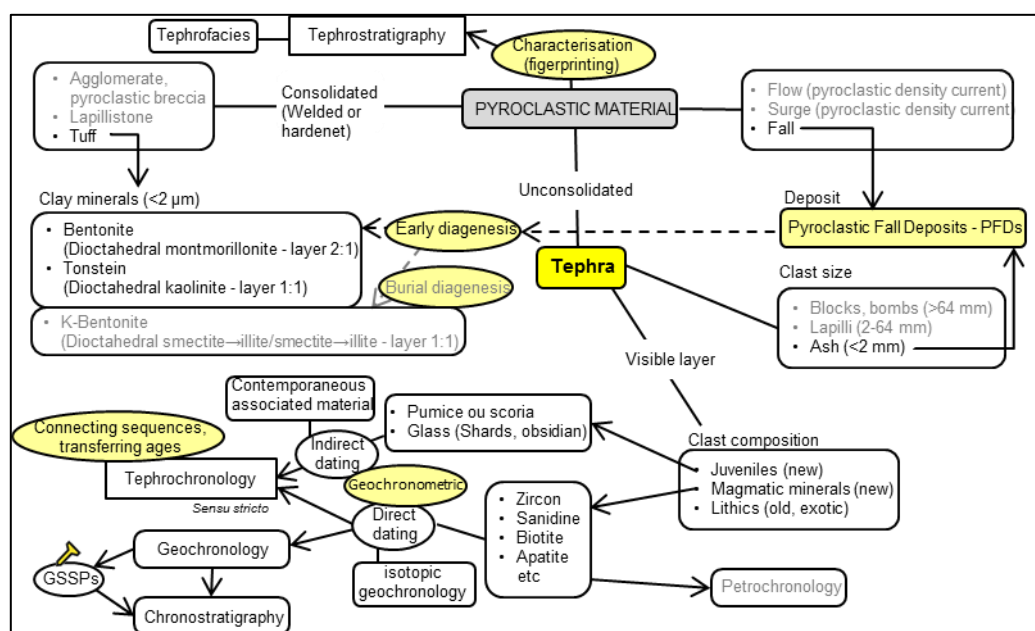 Tephrofacies
Tephrostratigraphy
Characterisation
(figerprinting)
• Agglomerate,
pyroclastic breccia
• Lapillistone
• Tuff
Consolidated
(Welded or
hardenet)
PYROCLASTIC MATERIAL
• Flow (pyroclastic density current)
• Surge (pyroclastic density current)
• Fall
Unconsolidated
Clay minerals (<2 µm)
• Bentonite
(Dioctahedral montmorillonite - layer 2:1)
• Tonstein
(Dioctahedral kaolinite - layer 1:1)
• K-Bentonite
(Dioctahedral smectite→illite/smectite→illite - layer 1:1)
Early diagenesis
Burial diagenesis
Deposit
Pyroclastic Fall Deposits - PFDs
Tephra
Clast size
• Blocks, bombs (>64 mm)
• Lapilli (2-64 mm)
• Ash (<2 mm)
Visible layer
Contemporaneous
associated material
• Pumice ou scoria
• Glass (Shards, obsidian)
Clast composition
• Juveniles (new)
• Magmatic minerals (new)
• Lithics (old, exotic)
Connecting sequences,
transferring ages
Indirect
dating
Tephrochronology
Sensu stricto
Geochronometric
Direct
dating
• Zircon
• Sanidine
• Biotite
• Apatite
etc
Geochronology
GSSPs
isotopic
geochronology
Petrochronology
Chronostratigraphy